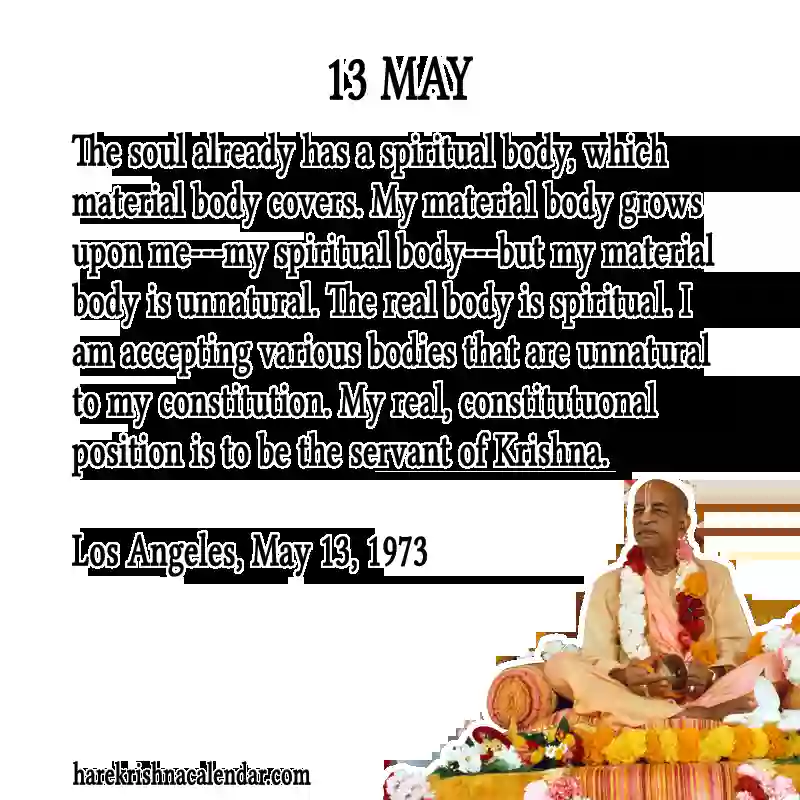 13 MAY
The soul already has a spiritual body, which
material body covers. My material body grows
upon me---my spiritual body---but my material
body is unnatural. The real body is spiritual. I
am accepting various bodies that are unnatural
to my constitution. My real, constitutuonal
position is to be the servant of Krishna.
Los Angeles, May 13, 1973
harekrishnacalendar.com